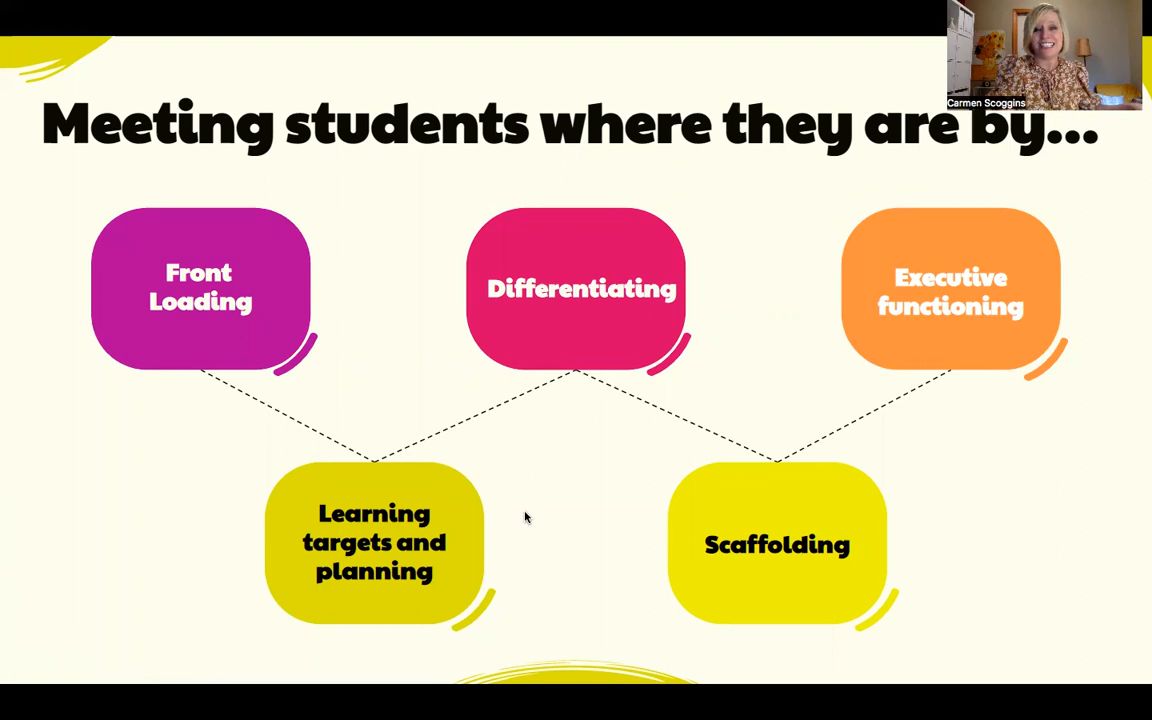 Carmen Scoggins
Meeting students where they are by...
Front
Loading
Differentiating
Executive
functioning
Learning
targets and
planning
Scaffolding